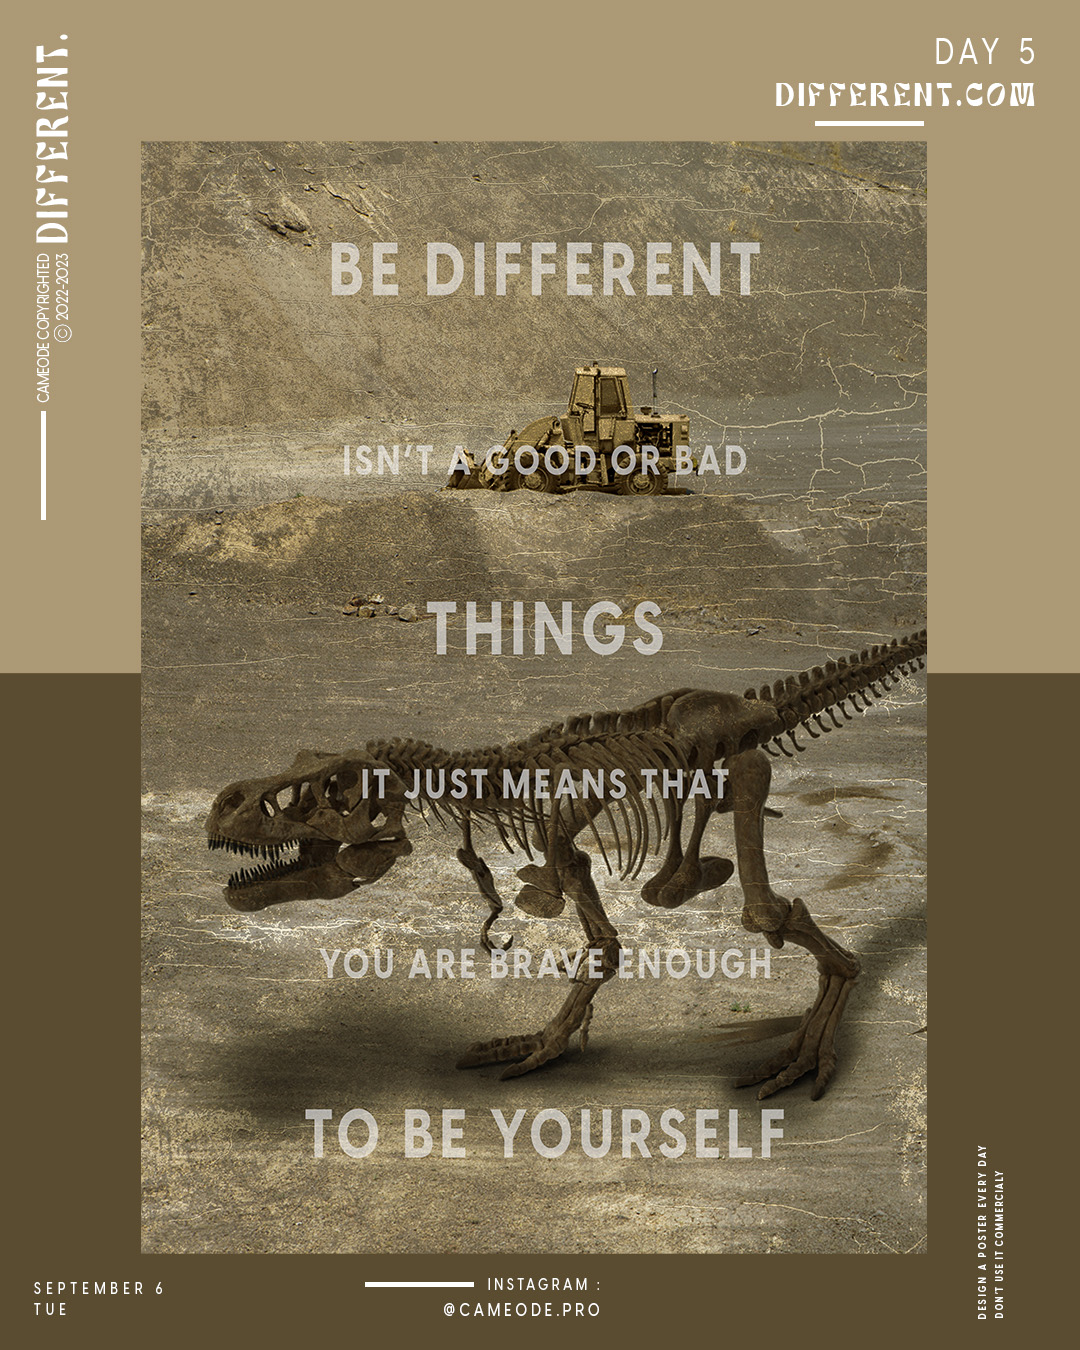 DIFFERENT.
CAMEODE COPYRIGHTED
© 2022-2023
DAY 5
DIFFERENT.COM
BE DIFFERENT
ISN'T A GOOD OR BAD
THINGS
IT JUST MEANS THAT
YOU ARE BRAVE ENOUGH
TO BE YOURSELF
DESIGN A POSTER EVERY DAY
DON'T USE IT COMMERCIALY
SEPTEMBER 6
TUE
INSTAGRAM :
@CAMEODE.PRO